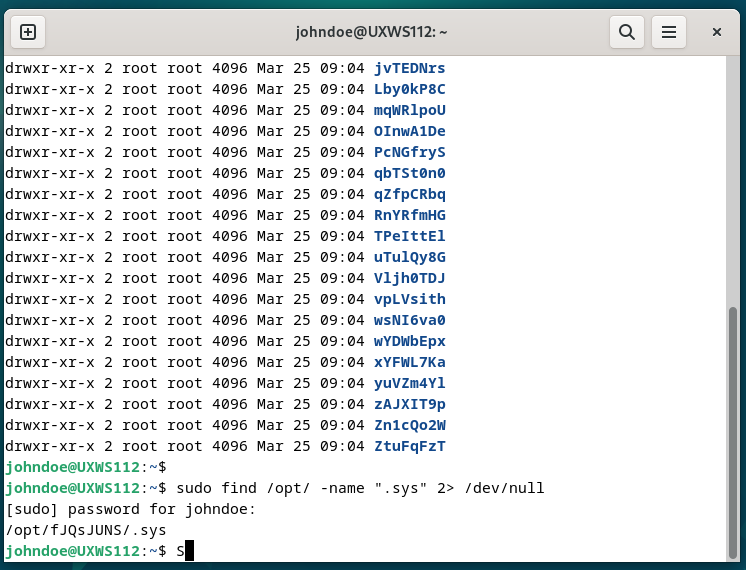 johndoe@UXWS112: ~
drwxr-xr-x 2 root root 4096 Mar 25 09:04 jvTEDNrs
drwxr-xr-x 2 root root 4096 Mar 25 09:04 Lby0kP8C
drwxr-xr-x 2 root root 4096 Mar 25 09:04 mqWRlpoU
drwxr-xr-x 2 root root 4096 Mar 25 09:04 OInwA1De
drwxr-xr-x 2 root root 4096 Mar 25 09:04 PcNGfryS
drwxr-xr-x 2 root root 4096 Mar 25 09:04 qbTSt0n0
drwxr-xr-x 2 root root 4096 Mar 25 09:04 qZfpCRbq
drwxr-xr-x 2 root root 4096 Mar 25 09:04 RnYRfmHG
drwxr-xr-x 2 root root 4096 Mar 25 09:04 TPeIttEl
drwxr-xr-x 2 root root 4096 Mar 25 09:04 uTulQy8G
drwxr-xr-x 2 root root 4096 Mar 25 09:04 Vljh0TDJ
drwxr-xr-x 2 root root 4096 Mar 25 09:04 vpLVsith
drwxr-xr-x 2 root root 4096 Mar 25 09:04 wsNI6va0
drwxr-xr-x 2 root root 4096 Mar 25 09:04 wYDWbEpx
drwxr-xr-x 2 root root 4096 Mar 25 09:04 xYFWL7Ka
drwxr-xr-x 2 root root 4096 Mar 25 09:04 yuVZm4Yl
drwxr-xr-x 2 root root 4096 Mar 25 09:04 zAJXIT9p
drwxr-xr-x 2 root root 4096 Mar 25 09:04 Zn1cQo2W
drwxr-xr-x 2 root root 4096 Mar 25 09:04 ZtuFqFzT
johndoe@UXWS112:~$
johndoe@UXWS112:~$ sudo find /opt/ -name ".sys" 2> /dev/null
[sudo] password for johndoe:
/opt/fJQsJUNS/.sys
johndoe@UXWS112:~$ S